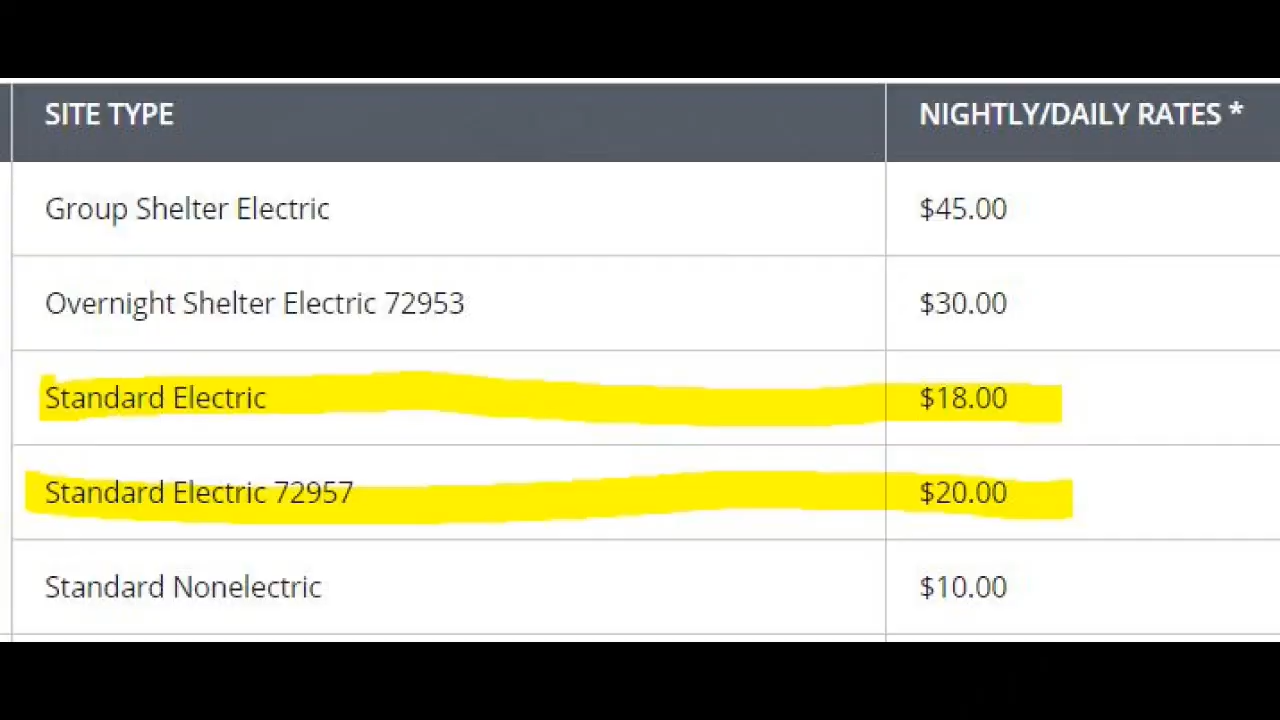 SITE TYPE NIGHTLY/DAILY RATES *
Group Shelter Electric $45.00
Overnight Shelter Electric 72953 $30.00
Standard Electric $18.00
Standard Electric 72957 $20.00
Standard Nonelectric $10.00